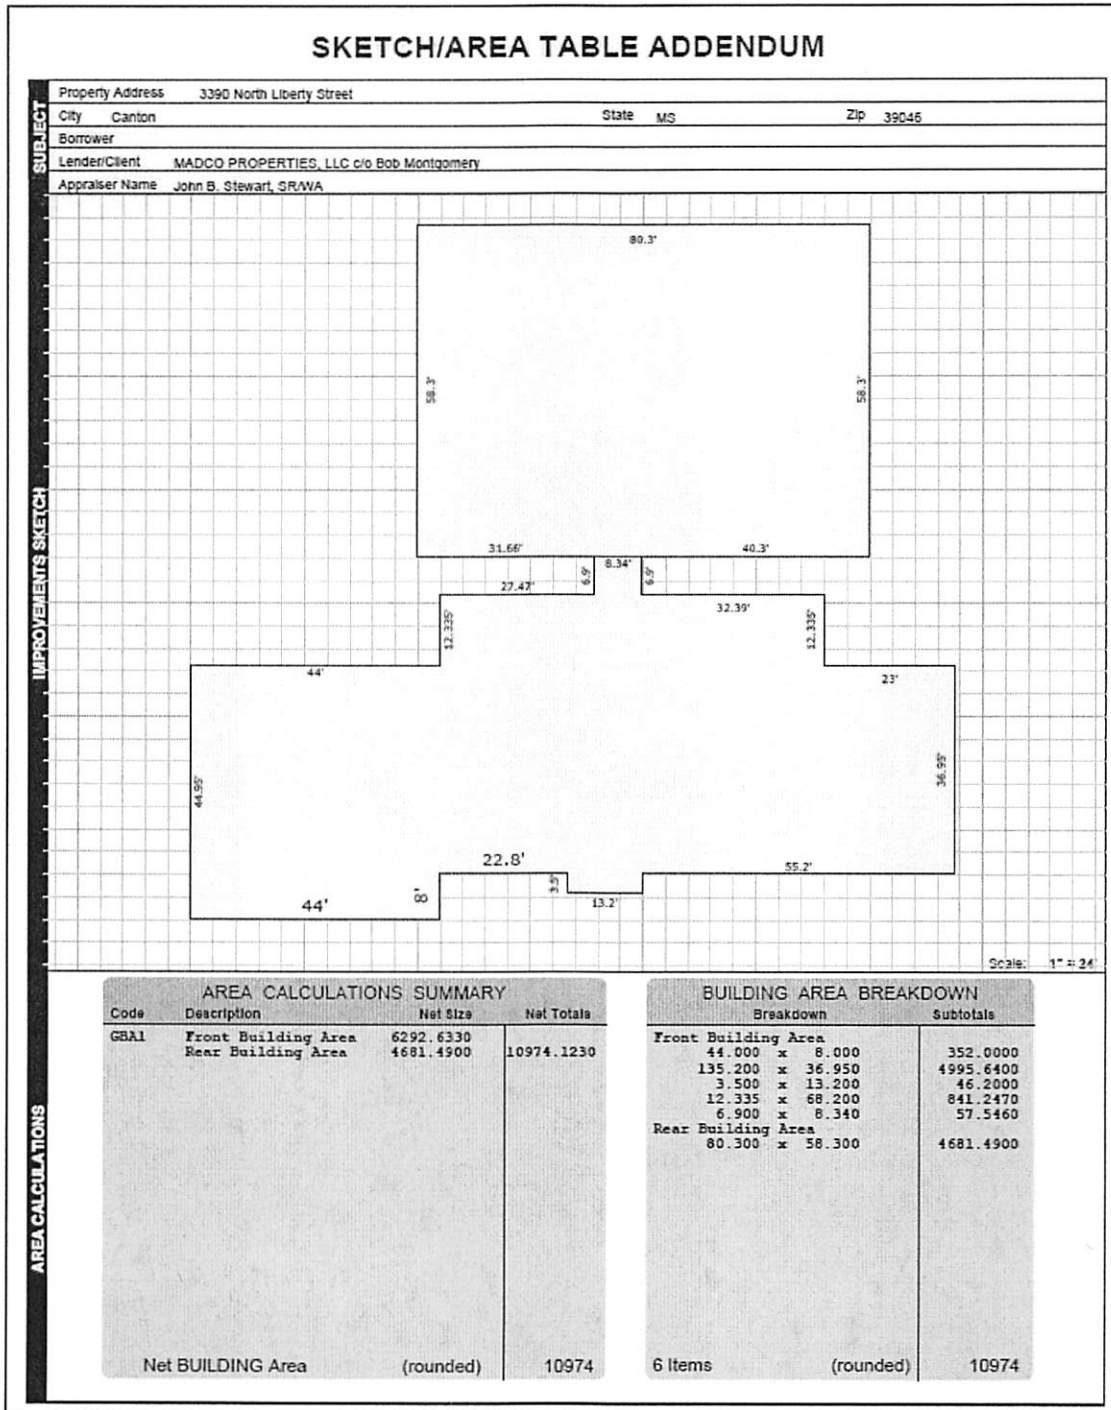 SKETCH/AREA TABLE ADDENDUM
SUBJECT
Property Address 3390 North Liberty Street
City Canton State MS Zip 39046
Borrower
Lender/Client MADCO PROPERTIES, LLC c/o Bob Montgomery
Appraiser Name John B. Stewart, SR/WA
IMPROVEMENTS SKETCH
80.3'
58.3'
58.3'
31.66'
8.34'
40.3'
27.47'
6.9'
6.9'
32.39'
12.335'
12.335'
44'
23'
44.95'
36.95'
22.8'
55.2'
3.5'
13.2'
44'
8'
Scale: 1" = 24'
AREA CALCULATIONS
AREA CALCULATIONS SUMMARY
Code Description Net Size Net Totals
GBA1 Front Building Area 6292.6330
Rear Building Area 4681.4900 10974.1230
Net BUILDING Area (rounded) 10974
BUILDING AREA BREAKDOWN
Breakdown Subtotals
Front Building Area
44.000 x 8.000 352.0000
135.200 x 36.950 4995.6400
3.500 x 13.200 46.2000
12.335 x 68.200 841.2470
6.900 x 8.340 57.5460
Rear Building Area
80.300 x 58.300 4681.4900
6 Items (rounded) 10974